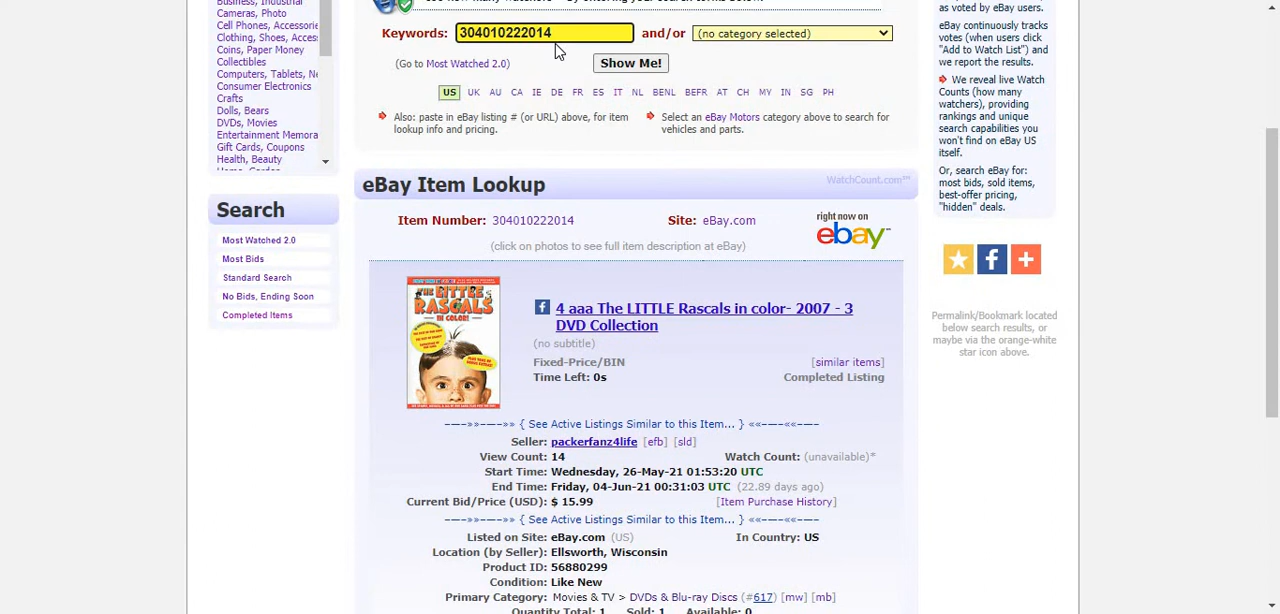 Business, Industrial
Cameras, Photo
Cell Phones, Accessorie
Clothing, Shoes, Acces
Coins, Paper Money
Collectibles
Computers, Tablets, Ne
Consumer Electronics
Crafts
Dolls, Bears
DVDs, Movies
Entertainment Memora
Gift Cards, Coupons
Health, Beauty
Search
Most Watched 2.0
Most Bids
Standard Search
No Bids, Ending Soon
Completed Items
Keywords: 304010222014 and/or (no category selected)
(Go to Most Watched 2.0) Show Me!
US UK AU CA IE DE FR ES IT NL BENL BEFR AT CH MY IN SG PH
Also: paste in eBay listing # (or URL) above, for item
lookup info and pricing.
Select an eBay Motors category above to search for
vehicles and parts.
eBay Item Lookup WatchCount.com
Item Number: 304010222014 Site: eBay.com
right now on
ebay
(click on photos to see full item description at eBay)
THE LITTLE
RASCALS
IN COLOR!
4 aaa The LITTLE Rascals in color- 2007 - 3
DVD Collection
(no subtitle)
Fixed-Price/BIN [similar items]
Time Left: 0s Completed Listing
-—-»»-—-»» { See Active Listings Similar to this Item... } ««-—-««-—-
Seller: packerfanz4life [efb] [sld]
View Count: 14 Watch Count: (unavailable)*
Start Time: Wednesday, 26-May-21 01:53:20 UTC
End Time: Friday, 04-Jun-21 00:31:03 UTC (22.89 days ago)
Current Bid/Price (USD): $ 15.99 [Item Purchase History]
-—-»»-—-»» { See Active Listings Similar to this Item... } ««-—-««-—-
Listed on Site: eBay.com (US) In Country: US
Location (by Seller): Ellsworth, Wisconsin
Product ID: 56880299
Condition: Like New
Primary Category: Movies & TV > DVDs & Blu-ray Discs (#617) [mw] [mb]
Quantity Total: 1 Sold: 1 Available: 0
as voted by eBay users.
eBay continuously tracks
votes (when users click
"Add to Watch List") and
we report the results.
We reveal live Watch
Counts (how many
watchers), providing
rankings and unique
search capabilities you
won't find on eBay US
itself.
Or, search eBay for:
most bids, sold items,
best-offer pricing,
"hidden" deals.
Permalink/Bookmark located
below search results, or
maybe via the orange-white
star icon above.